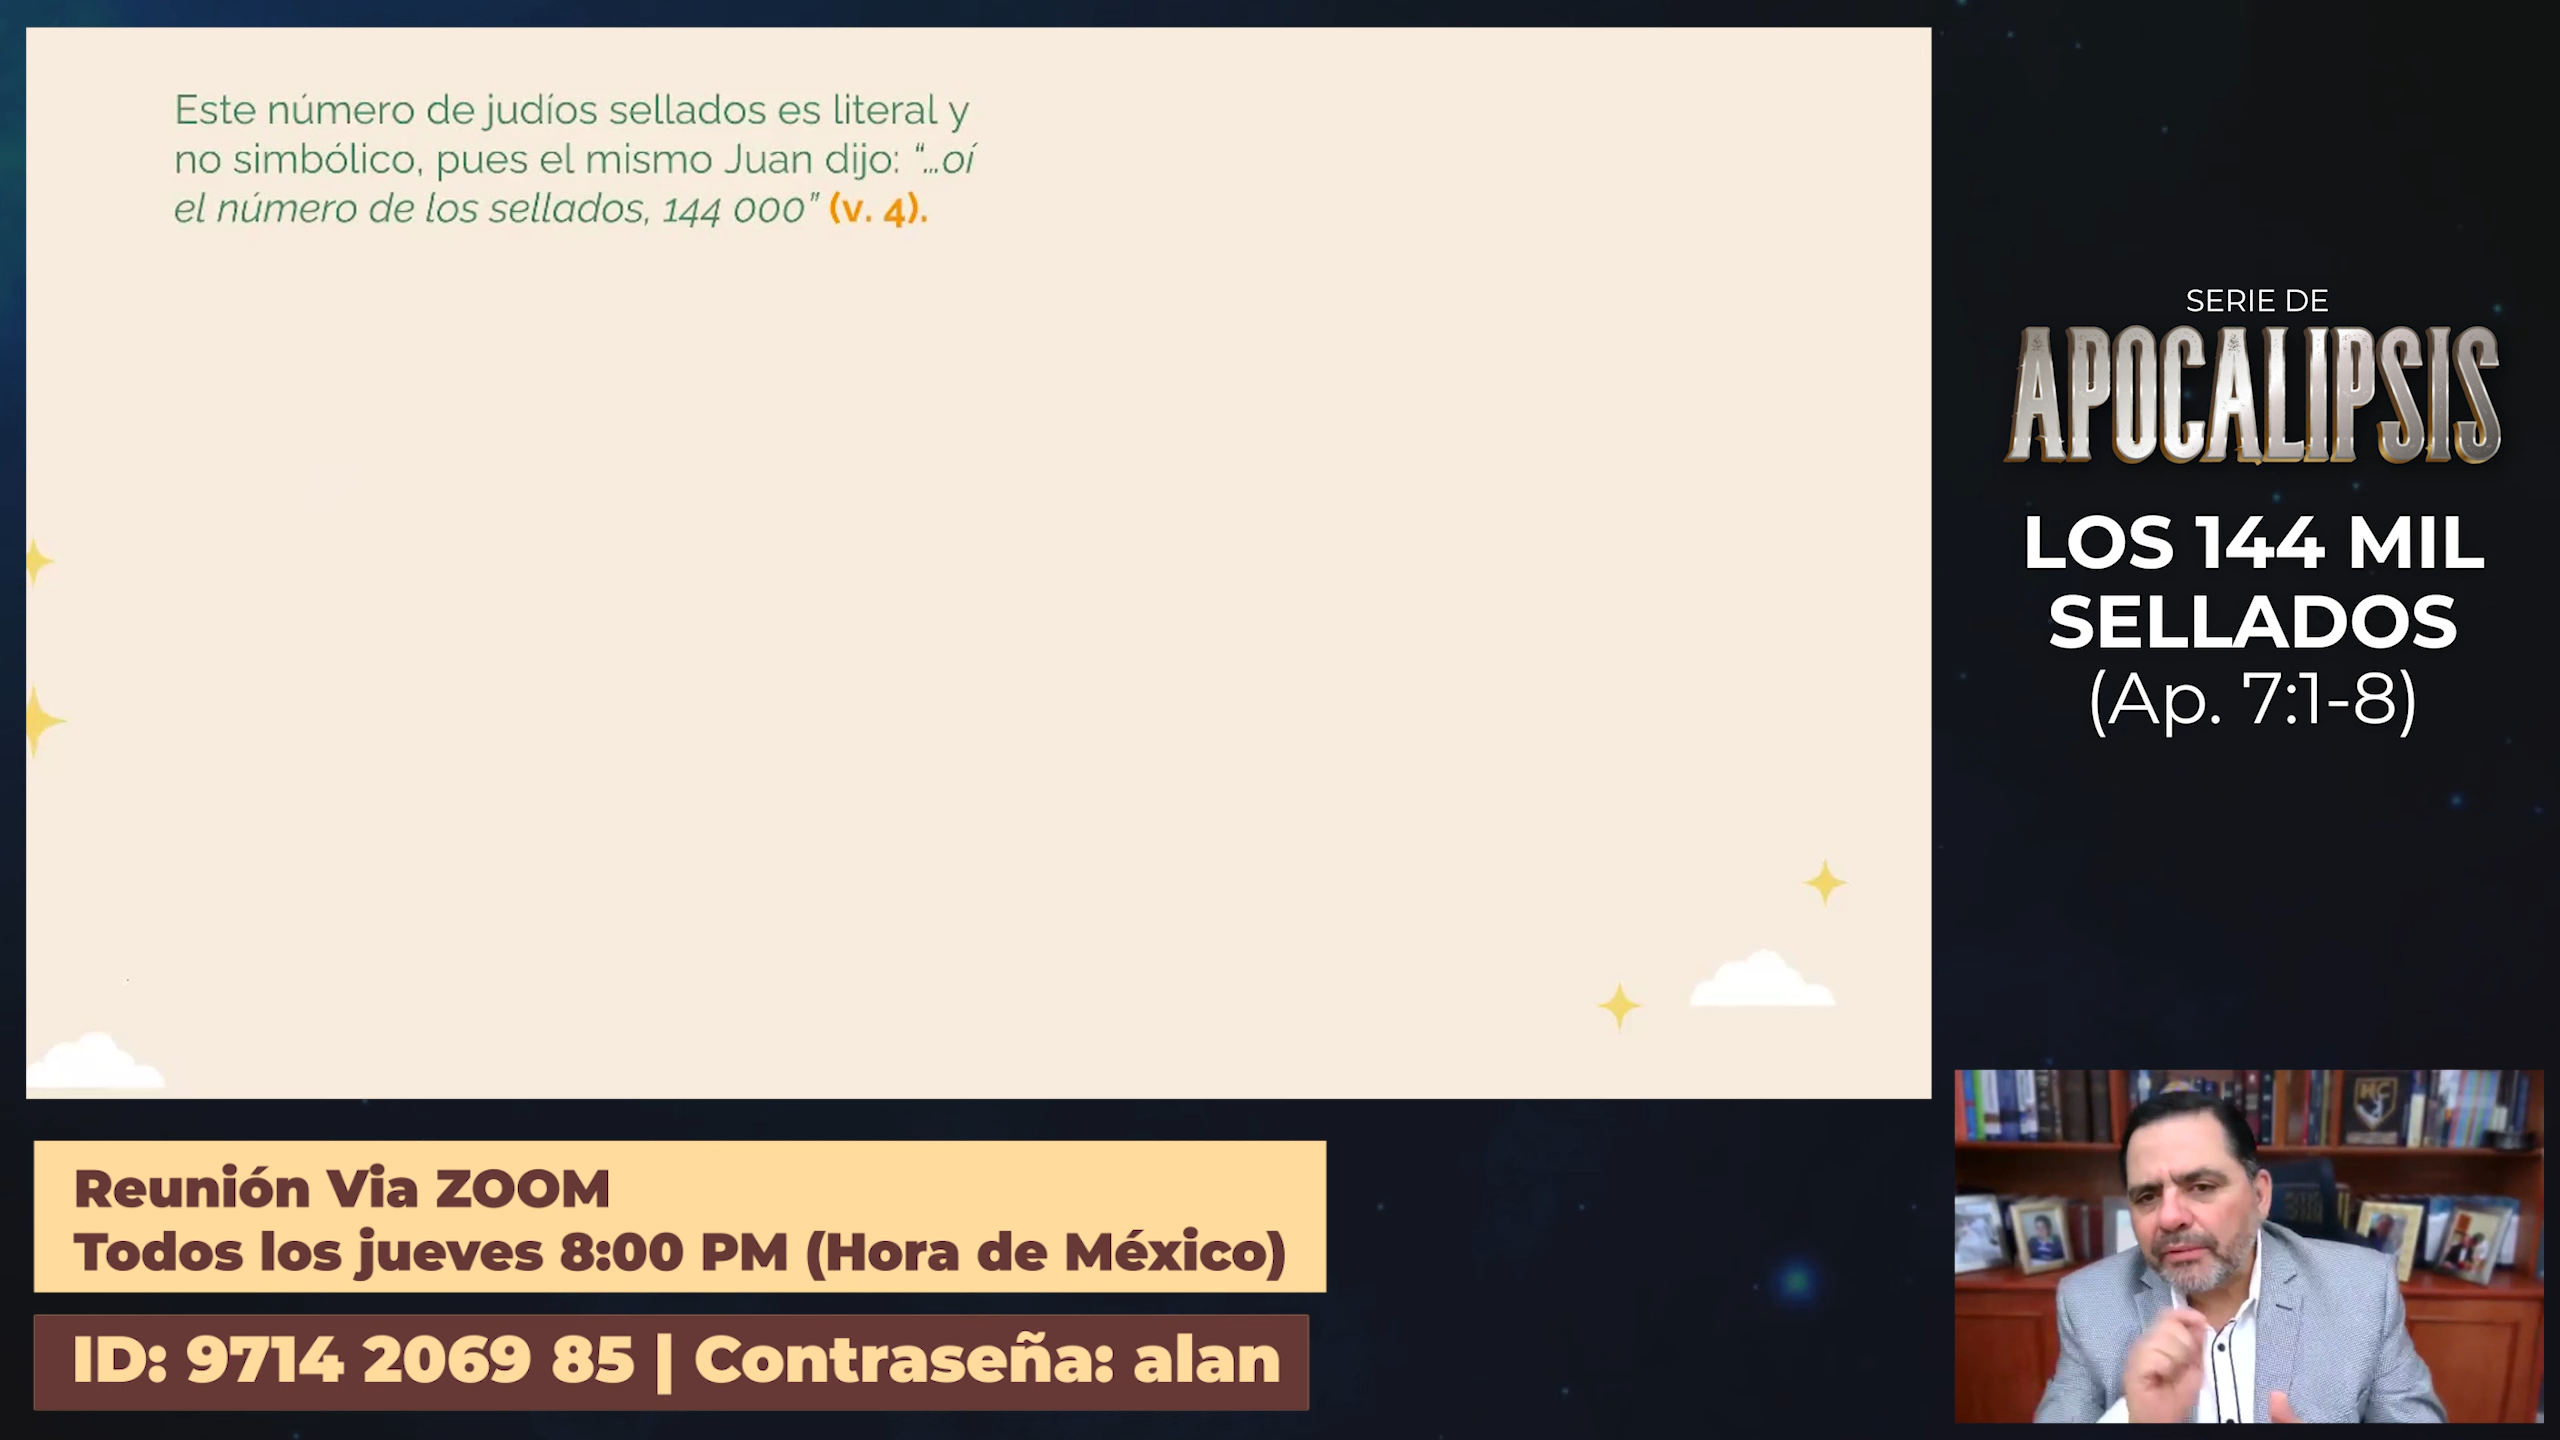 Este número de judíos sellados es literal y
no simbólico, pues el mismo Juan dijo: “...oí
el número de los sellados, 144 000” (v. 4).
SERIE DE
APOCALIPSIS
LOS 144 MIL
SELLADOS
(Ap. 7:1-8)
Reunión Via ZOOM
Todos los jueves 8:00 PM (Hora de México)
ID: 9714 2069 85 | Contraseña: alan
HC